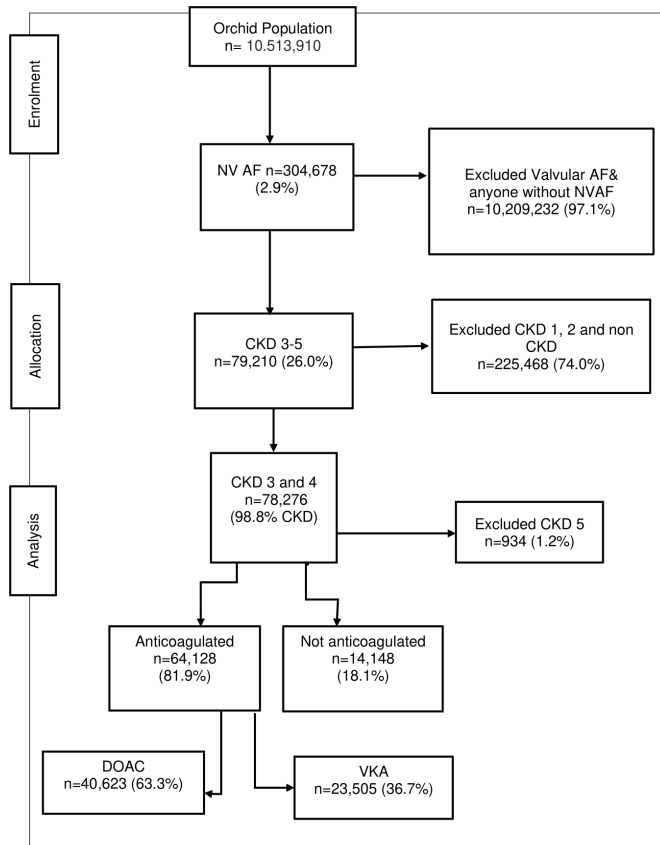 Enrolment
Orchid Population
n= 10.513,910
NV AF n=304,678
(2.9%)
Excluded Valvular AF&
anyone without NVAF
n=10,209,232 (97.1%)
Allocation
CKD 3-5
n=79,210 (26.0%)
Excluded CKD 1, 2 and non
CKD
n=225,468 (74.0%)
Analysis
CKD 3 and 4
n=78,276
(98.8% CKD)
Excluded CKD 5
n=934 (1.2%)
Anticoagulated
n=64,128
(81.9%)
Not anticoagulated
n=14,148
(18.1%)
DOAC
n=40,623 (63.3%)
VKA
n=23,505 (36.7%)